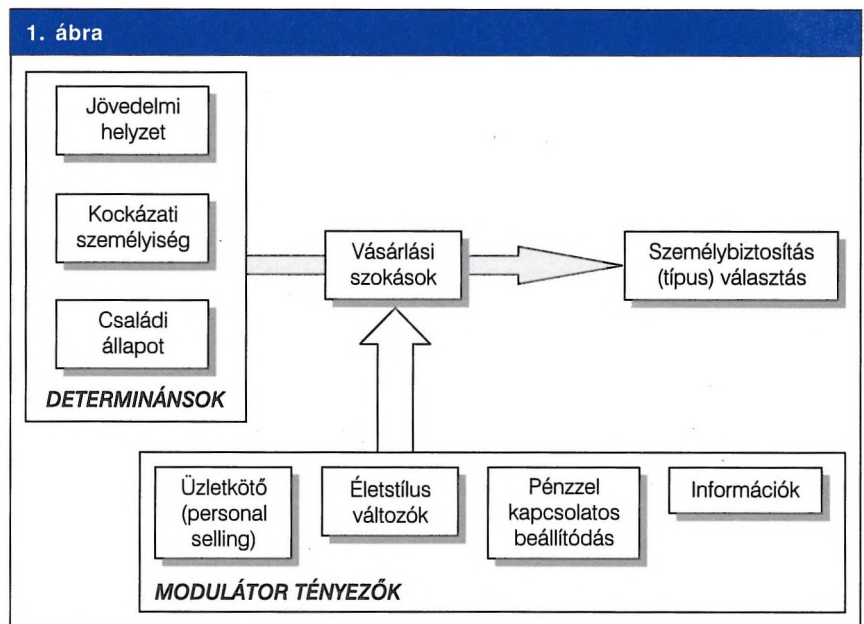 1. ábra
Jövedelmi
helyzet
Kockázati
személyiség
Családi
állapot
DETERMINÁNSOK
Vásárlási
szokások
Személybiztosítás
(típus) választás
Üzletkötő
(personal
selling)
Életstílus
változók
Pénzzel
kapcsolatos
beállítódás
Információk
MODULÁTOR TÉNYEZŐK